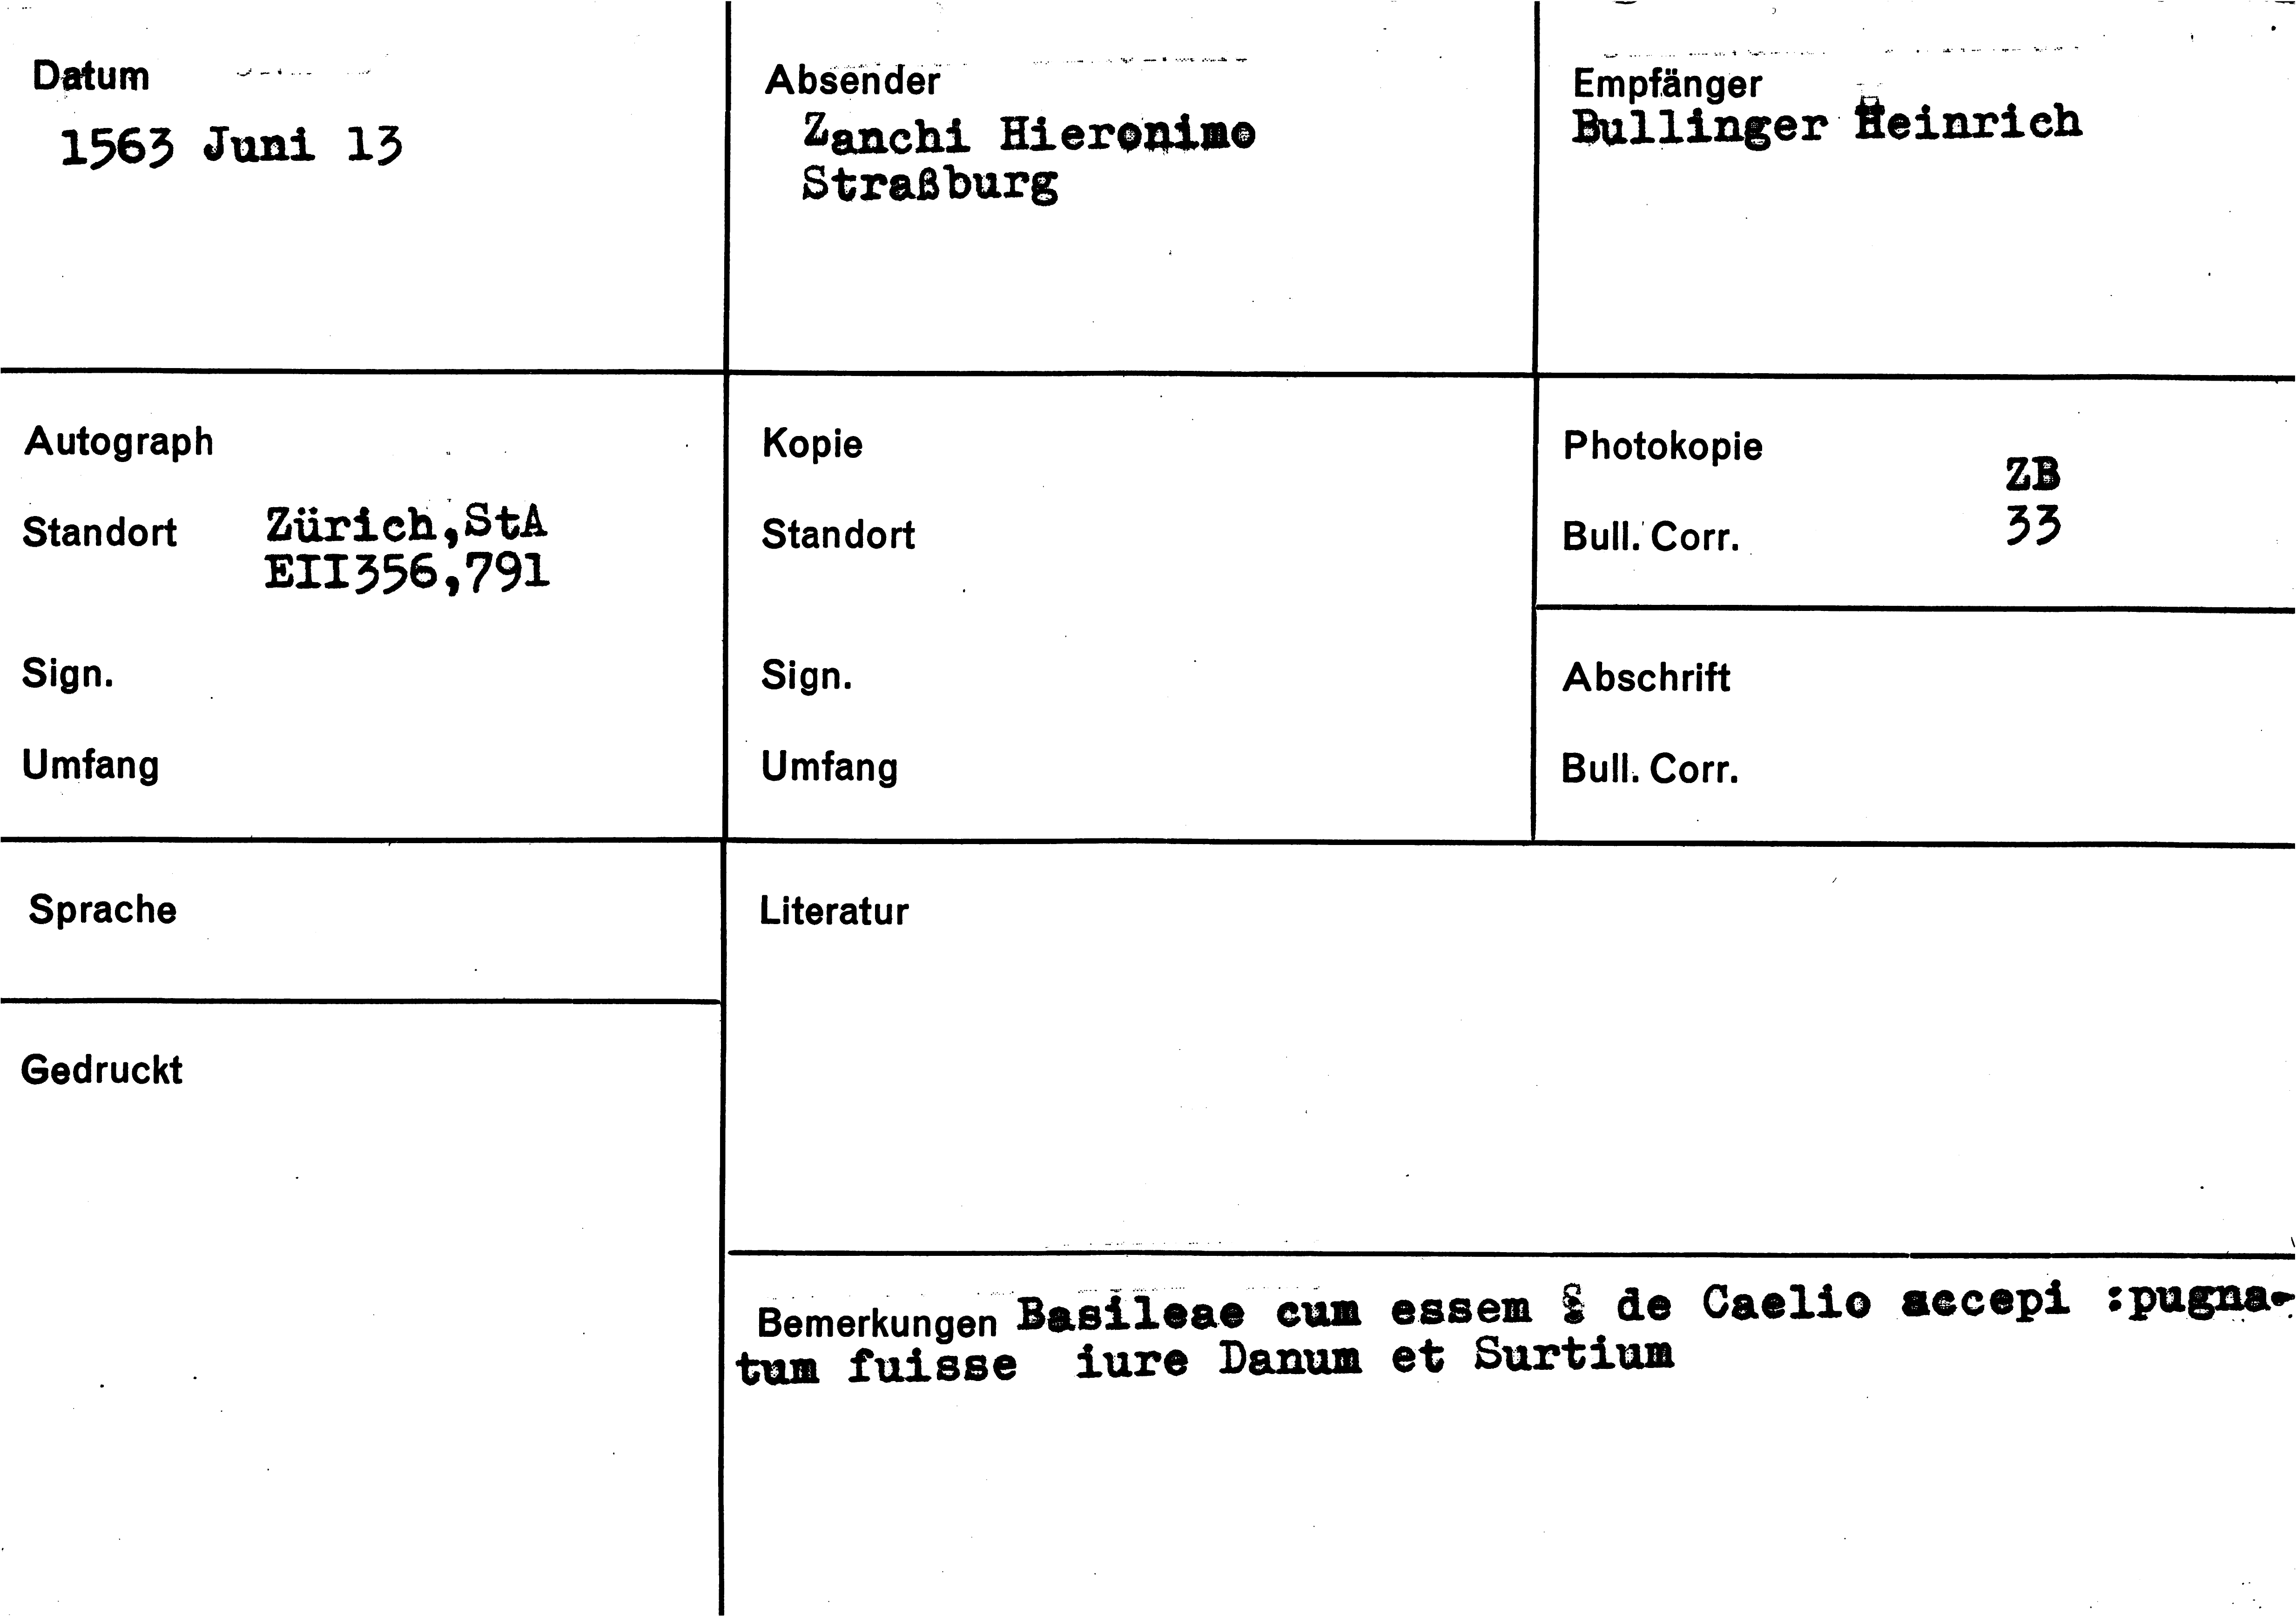 Datum
1563 Juni 13
Absender
Zanchi Hieronimo
Straßburg
Empfänger
Bullinger Heinrich
Autograph
Standort Zürich,StA
EII356,791
Sign.
Umfang
Kopie
Standort
Sign.
Umfang
Photokopie ZB
Bull. Corr. 33
Abschrift
Bull. Corr.
Sprache
Gedruckt
Literatur
Bemerkungen Basileae cum essem de Caelio accepi :pugna-
tum fuisse iure Danum et Surtium